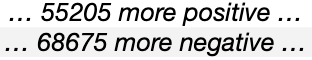 … 55205 more positive …
… 68675 more negative …